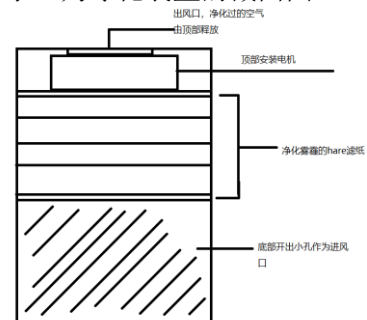 出风口，净化过的空气
由顶部释放
顶部安装电机
净化雾霾的hare滤纸
底部开出小孔作为进风
口